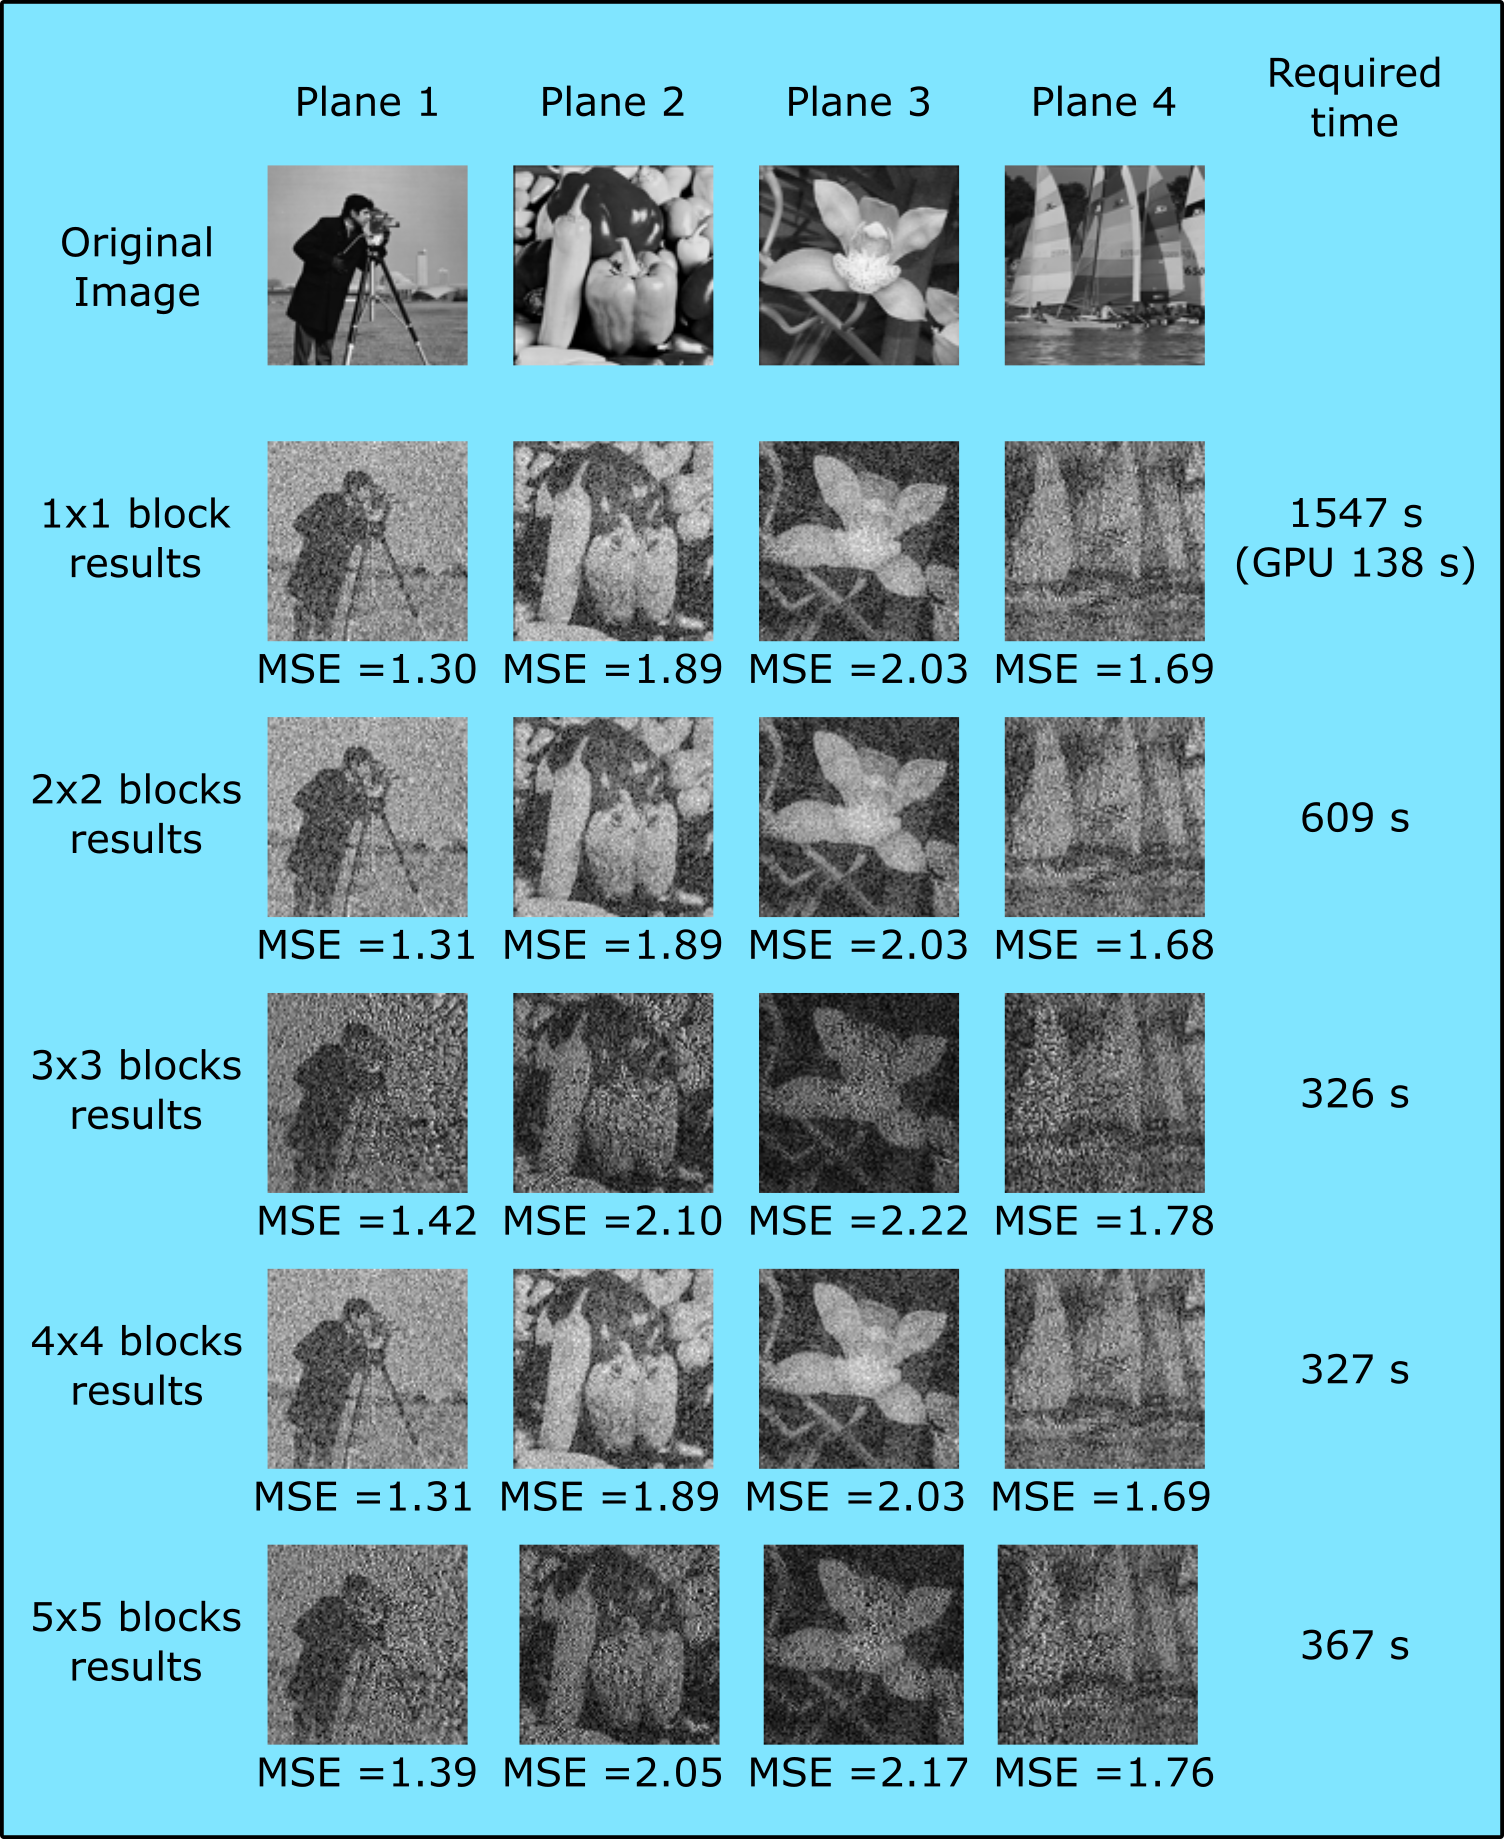 Plane 1
Plane 2
Plane 3
Plane 4
Required
time
Original
Image
1x1 block
results
1547 s
(GPU 138 s)
MSE =1.30
MSE =1.89
MSE =2.03
MSE =1.69
2x2 blocks
results
609 s
MSE =1.31
MSE =1.89
MSE =2.03
MSE =1.68
3x3 blocks
results
326 s
MSE =1.42
MSE =2.10
MSE =2.22
MSE =1.78
4x4 blocks
results
327 s
MSE =1.31
MSE =1.89
MSE =2.03
MSE =1.69
5x5 blocks
results
367 s
MSE =1.39
MSE =2.05
MSE =2.17
MSE =1.76